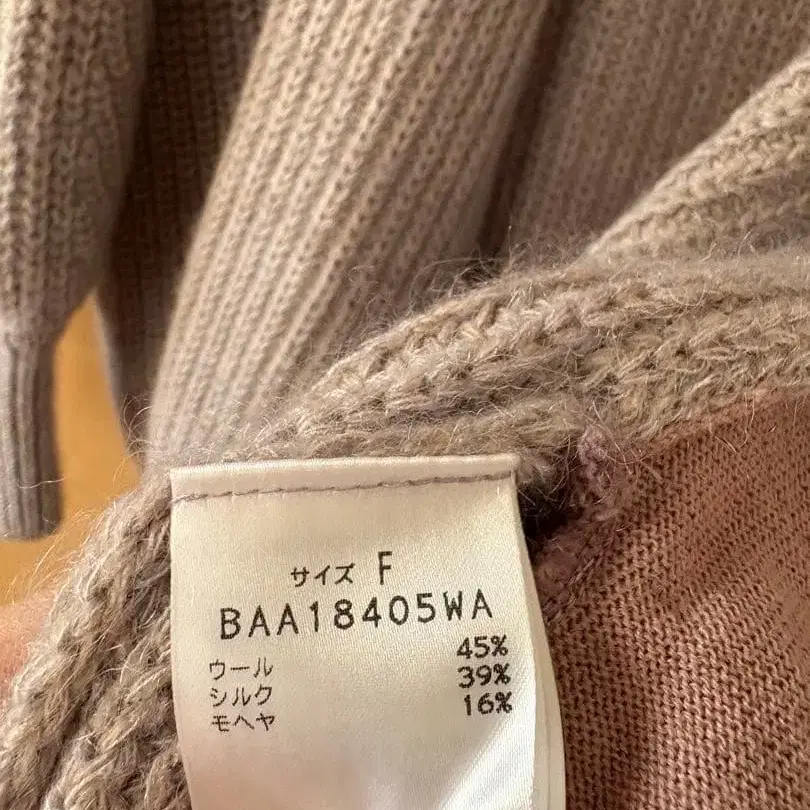 サイズ F
BAA18405WA
ウール 45%
シルク 39%
モヘヤ 16%